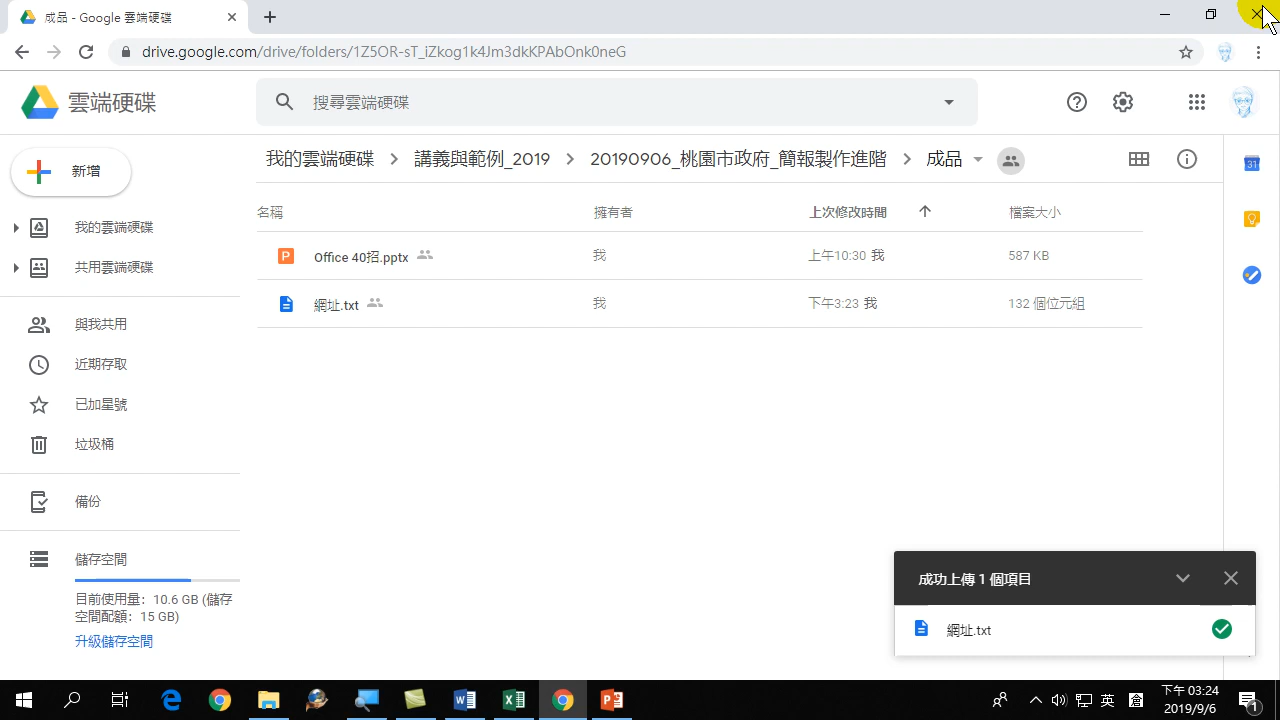 成品 - Google 雲端硬碟
drive.google.com/drive/folders/1Z5OR-sT_iZkog1k4Jm3dkKPAbOnk0neG
雲端硬碟
搜尋雲端硬碟
新增
我的雲端硬碟 > 講義與範例_2019 > 20190906_桃園市政府_簡報製作進階 > 成品
31
名稱 擁有者 上次修改時間 檔案大小
P Office 40招.pptx 我 上午10:30 我 587 KB
網址.txt 我 下午3:23 我 132 個位元組
我的雲端硬碟
共用雲端硬碟
與我共用
近期存取
已加星號
垃圾桶
備份
儲存空間
目前使用量：10.6 GB (儲存
空間配額：15 GB)
升級儲存空間
成功上傳 1 個項目
網址.txt
英
下午 03:24
2019/9/6
1